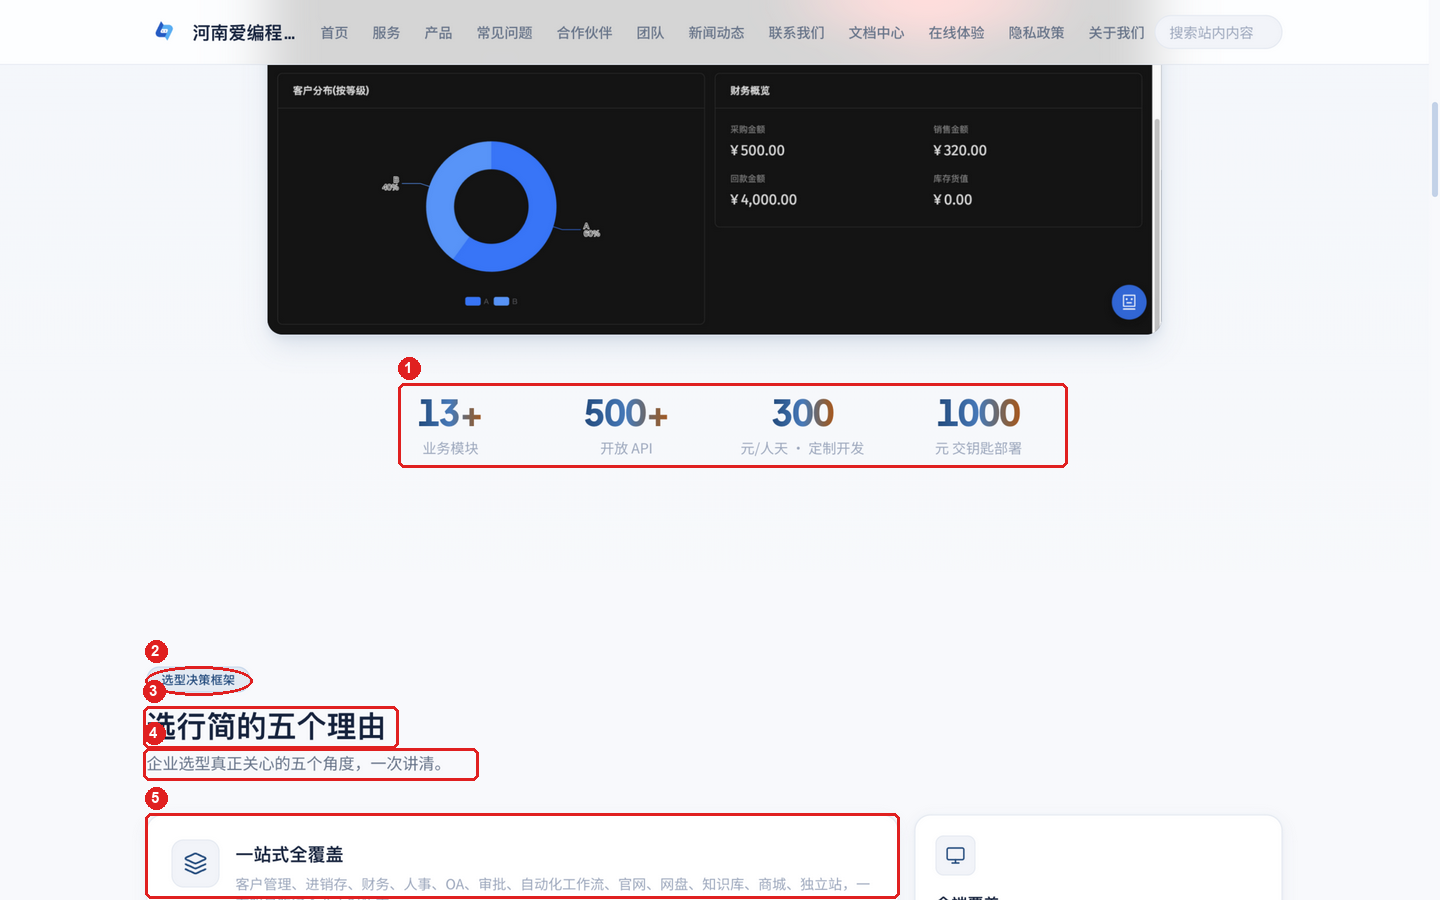 河南爱编程... 首页 服务 产品 常见问题 合作伙伴 团队 新闻动态 联系我们 文档中心 在线体验 隐私政策 关于我们 搜索站内内容
客户分布(按等级)
财务概览
采购金额 销售金额
¥500.00 ¥320.00
回款金额 库存货值
¥4,000.00 ¥0.00
B
40%
A
60%
A B
1
13+ 500+ 300 1000
业务模块 开放 API 元/人天 · 定制开发 元 交钥匙部署
2
选型决策框架
3
选行简的五个理由
4
企业选型真正关心的五个角度，一次讲清。
5
一站式全覆盖
客户管理、进销存、财务、人事、OA、审批、自动化工作流、官网、网盘、知识库、商城、独立站，一